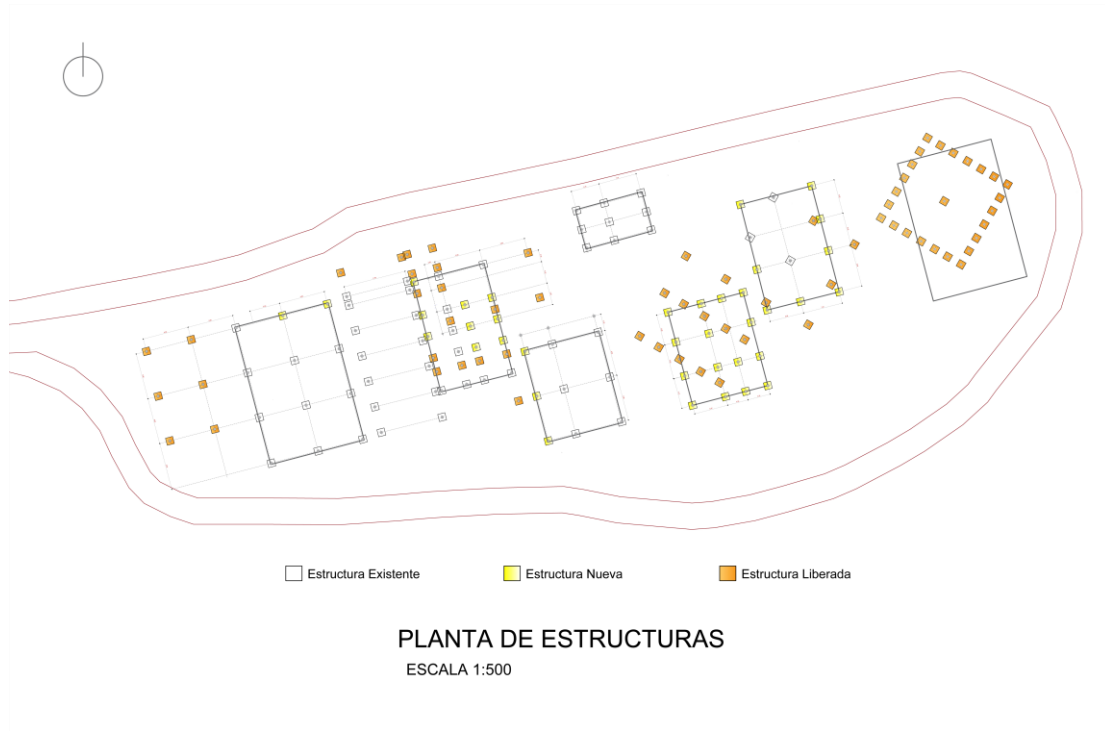 Estructura Existente
Estructura Nueva
Estructura Liberada
PLANTA DE ESTRUCTURAS
ESCALA 1:500